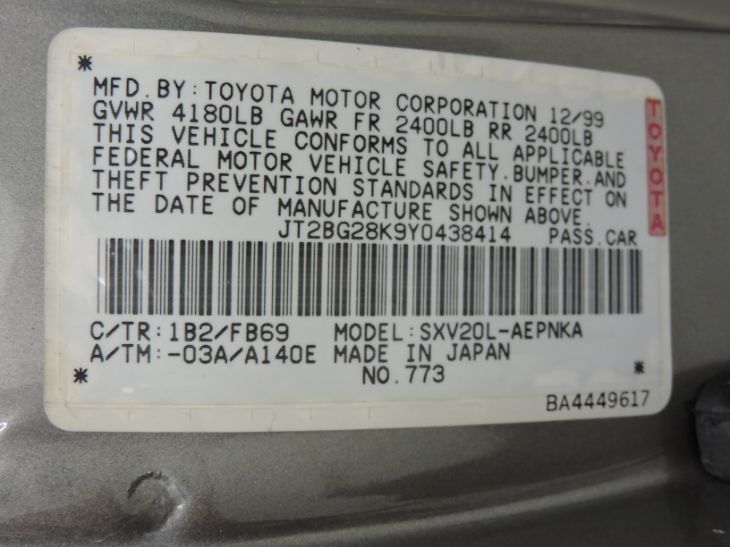 *
MFD.BY:TOYOTA MOTOR CORPORATION 12/99
GVWR 4180LB GAWR FR 2400LB RR 2400LB
THIS VEHICLE CONFORMS TO ALL APPLICABLE
FEDERAL MOTOR VEHICLE SAFETY.BUMPER.AND
THEFT PREVENTION STANDARDS IN EFFECT ON
THE DATE OF MANUFACTURE SHOWN ABOVE.
JT2BG28K9Y0438414 PASS.CAR
TOYOTA
C/TR:1B2/FB69 MODEL:SXV20L-AEPNKA
A/TM:-03A/A140E MADE IN JAPAN
* NO.773 *
BA4449617